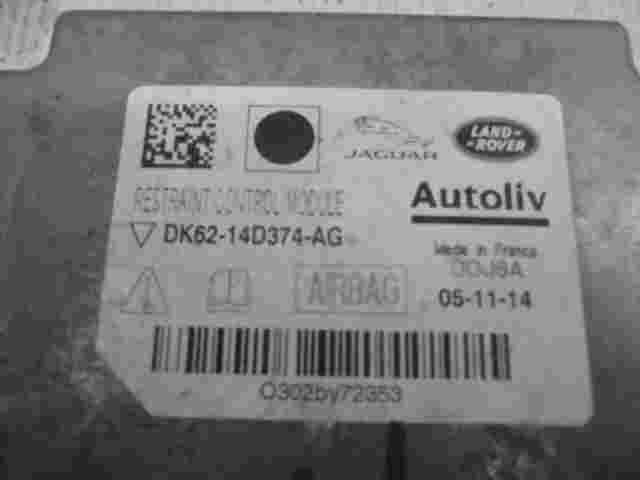 JAGUAR
LAND-
-ROVER
RESTRAINT CONTROL MODULE
Autoliv
DK62-14D374-AG
Made in France
AIRBAG
05-11-14
O302by72353